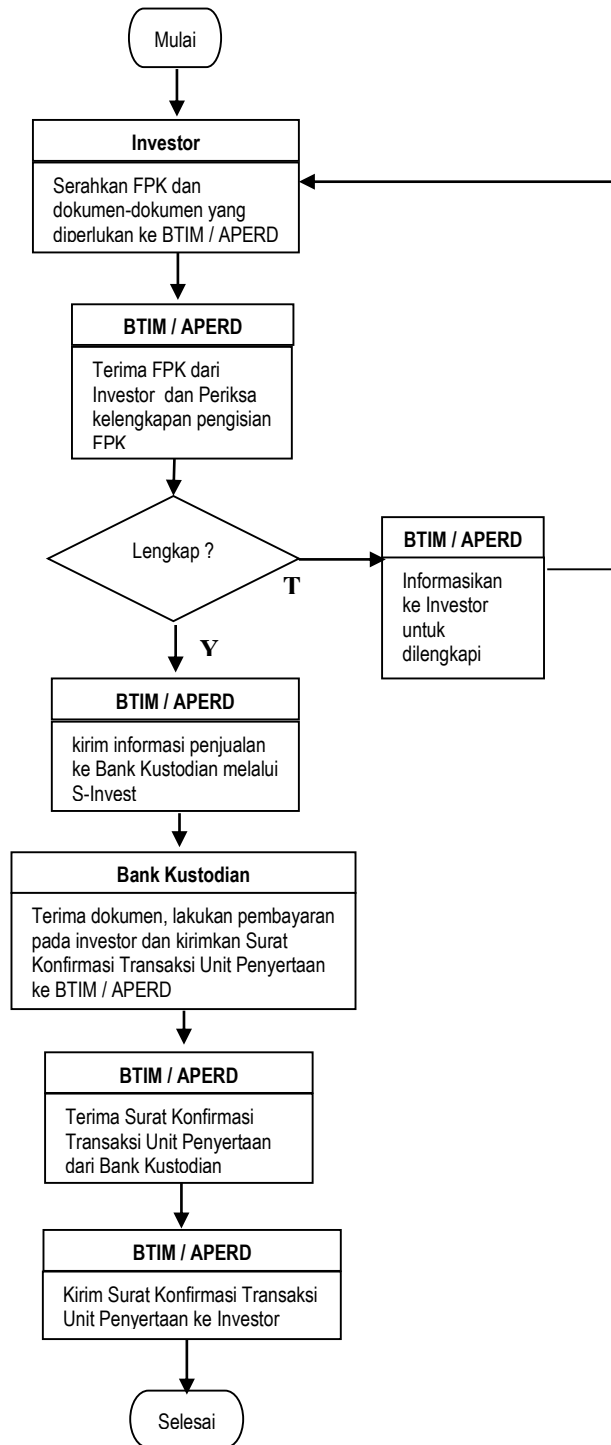 Mulai
Investor
Serahkan FPK dan
dokumen-dokumen yang
diperlukan ke BTIM / APERD
BTIM / APERD
Terima FPK dari
Investor dan Periksa
kelengkapan pengisian
FPK
Lengkap ?
T
BTIM / APERD
Informasikan
ke Investor
untuk
dilengkapi
Y
BTIM / APERD
kirim informasi penjualan
ke Bank Kustodian melalui
S-Invest
Bank Kustodian
Terima dokumen, lakukan pembayaran
pada investor dan kirimkan Surat
Konfirmasi Transaksi Unit Penyertaan
ke BTIM / APERD
BTIM / APERD
Terima Surat Konfirmasi
Transaksi Unit Penyertaan
dari Bank Kustodian
BTIM / APERD
Kirim Surat Konfirmasi Transaksi
Unit Penyertaan ke Investor
Selesai